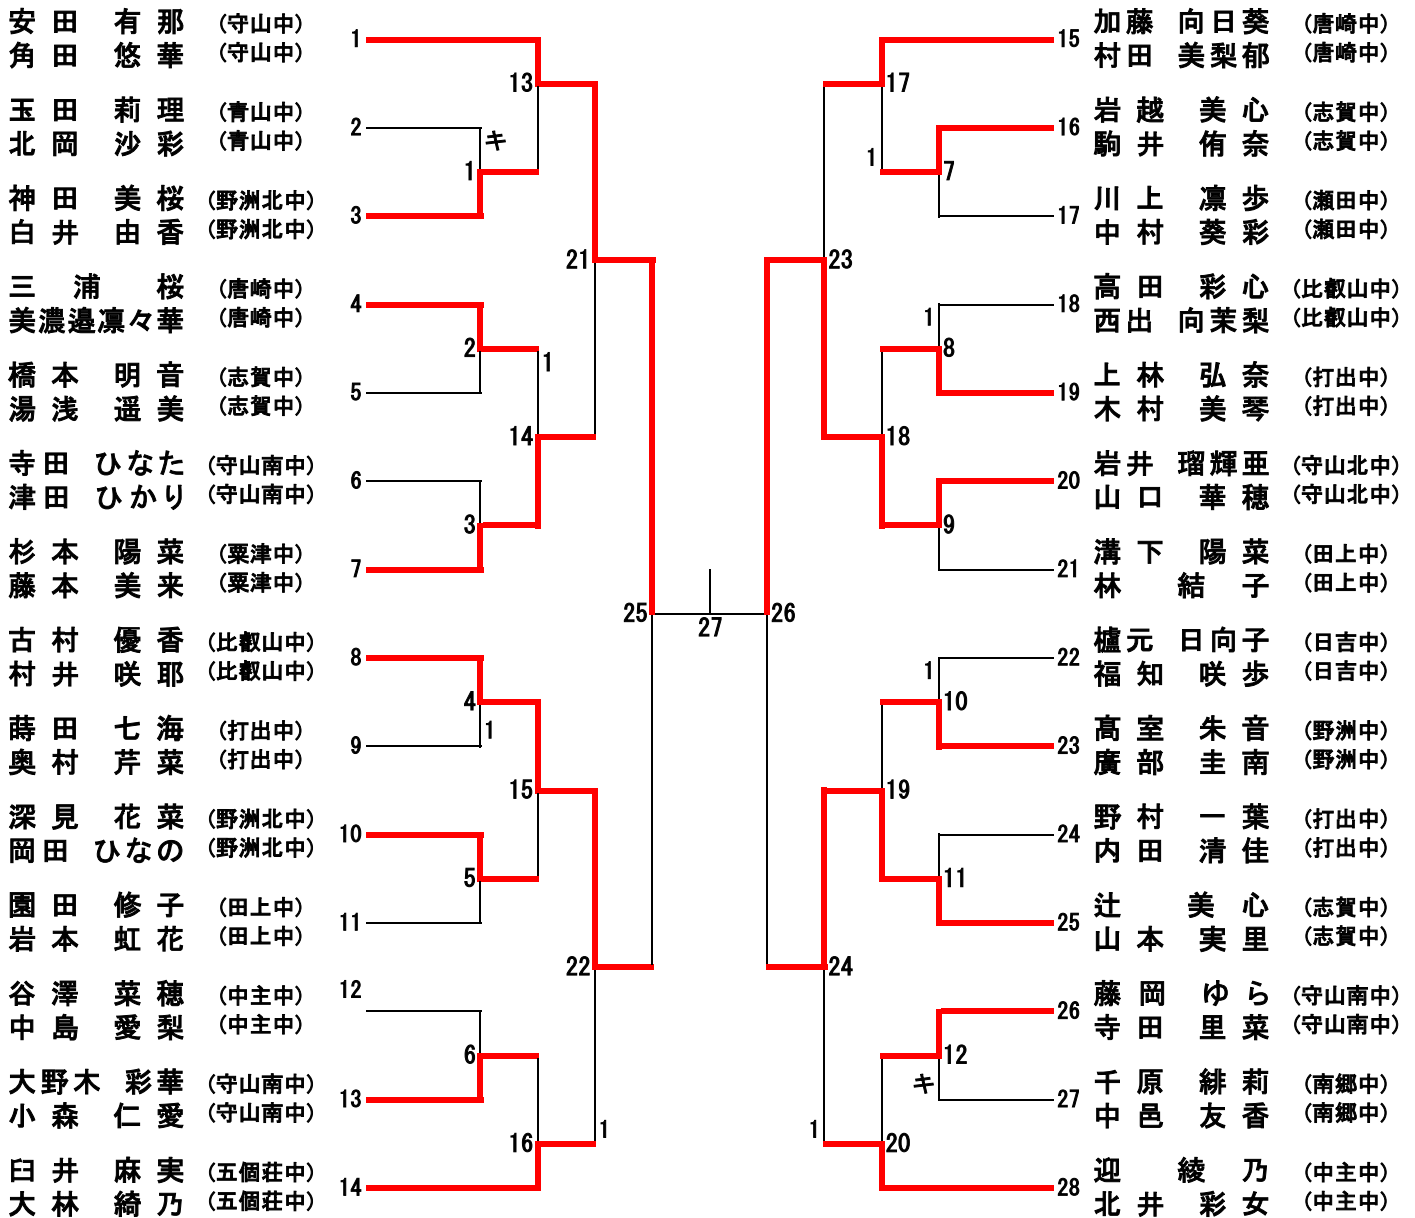 安田 有那 (守山中)
角田 悠華 (守山中)
1
玉田 莉理 (青山中)
北岡 沙彩 (青山中)
2
神田 美桜 (野洲北中)
白井 由香 (野洲北中)
3
三浦 桜 (唐崎中)
美濃邉凛々華 (唐崎中)
4
橋本 明音 (志賀中)
湯浅 遥美 (志賀中)
5
寺田 ひなた (守山南中)
津田 ひかり (守山南中)
6
杉本 陽菜 (粟津中)
藤本 美来 (粟津中)
7
古村 優香 (比叡山中)
村井 咲耶 (比叡山中)
8
蒔田 七海 (打出中)
奥村 芹菜 (打出中)
9
深見 花菜 (野洲北中)
岡田 ひなの (野洲北中)
10
園田 修子 (田上中)
岩本 虹花 (田上中)
11
谷澤 菜穂 (中主中)
中島 愛梨 (中主中)
12
大野木 彩華 (守山南中)
小森 仁愛 (守山南中)
13
臼井 麻実 (五個荘中)
大林 綺乃 (五個荘中)
14
13
キ
1
21
2
1
14
3
25
4
1
15
5
22
6
16
1
27
15
加藤 向日葵 (唐崎中)
村田 美梨郁 (唐崎中)
16
岩越 美心 (志賀中)
駒井 侑奈 (志賀中)
17
川上 凛歩 (瀬田中)
中村 葵彩 (瀬田中)
18
高田 彩心 (比叡山中)
西出 向茉梨 (比叡山中)
19
上林 弘奈 (打出中)
木村 美琴 (打出中)
20
岩井 瑠輝亜 (守山北中)
山口 華穂 (守山北中)
21
溝下 陽菜 (田上中)
林 結子 (田上中)
22
櫨元 日向子 (日吉中)
福知 咲歩 (日吉中)
23
髙室 朱音 (野洲中)
廣部 圭南 (野洲中)
24
野村 一葉 (打出中)
内田 清佳 (打出中)
25
辻 美心 (志賀中)
山本 実里 (志賀中)
26
藤岡 ゆら (守山南中)
寺田 里菜 (守山南中)
27
千原 緋莉 (南郷中)
中邑 友香 (南郷中)
28
迎 綾乃 (中主中)
北井 彩女 (中主中)
17
1
7
23
1
8
18
9
26
1
10
19
11
24
12
キ
1
20